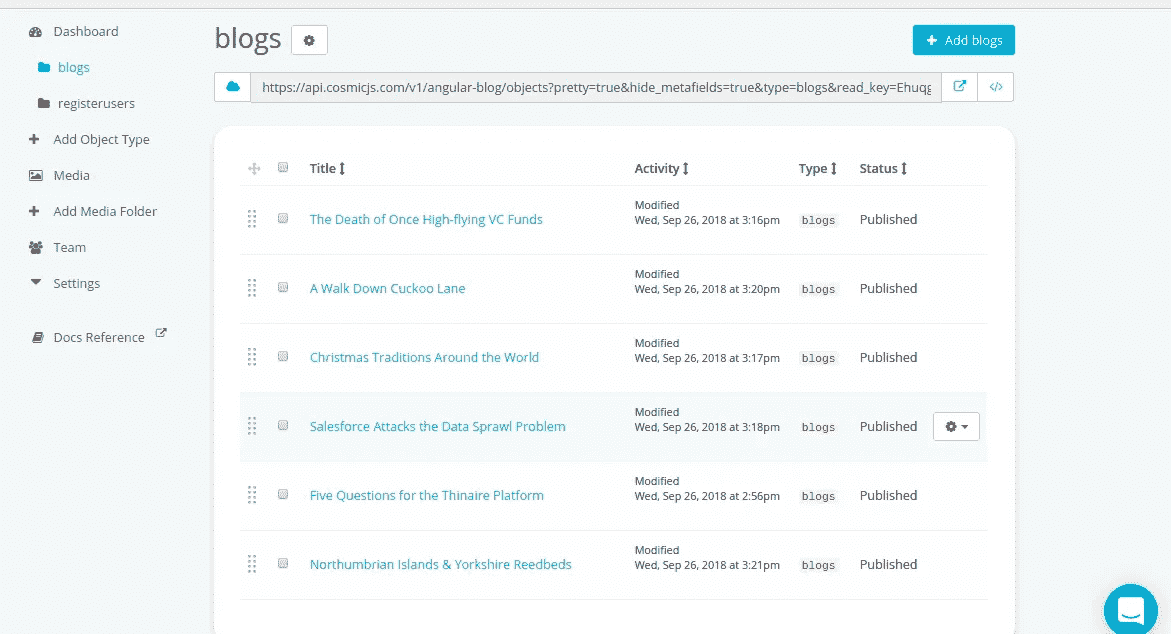 Dashboard
blogs
registerusers
Add Object Type
Media
Add Media Folder
Team
Settings
Docs Reference
blogs
Add blogs
https://api.cosmicjs.com/v1/angular-blog/objects?pretty=true&hide_metafields=true&type=blogs&read_key=Ehuqg
</>
Title Activity Type Status
The Death of Once High-flying VC Funds
Modified
Wed, Sep 26, 2018 at 3:16pm
blogs
Published
A Walk Down Cuckoo Lane
Modified
Wed, Sep 26, 2018 at 3:20pm
blogs
Published
Christmas Traditions Around the World
Modified
Wed, Sep 26, 2018 at 3:17pm
blogs
Published
Salesforce Attacks the Data Sprawl Problem
Modified
Wed, Sep 26, 2018 at 3:18pm
blogs
Published
Five Questions for the Thinaire Platform
Modified
Wed, Sep 26, 2018 at 2:56pm
blogs
Published
Northumbrian Islands & Yorkshire Reedbeds
Modified
Wed, Sep 26, 2018 at 3:21pm
blogs
Published